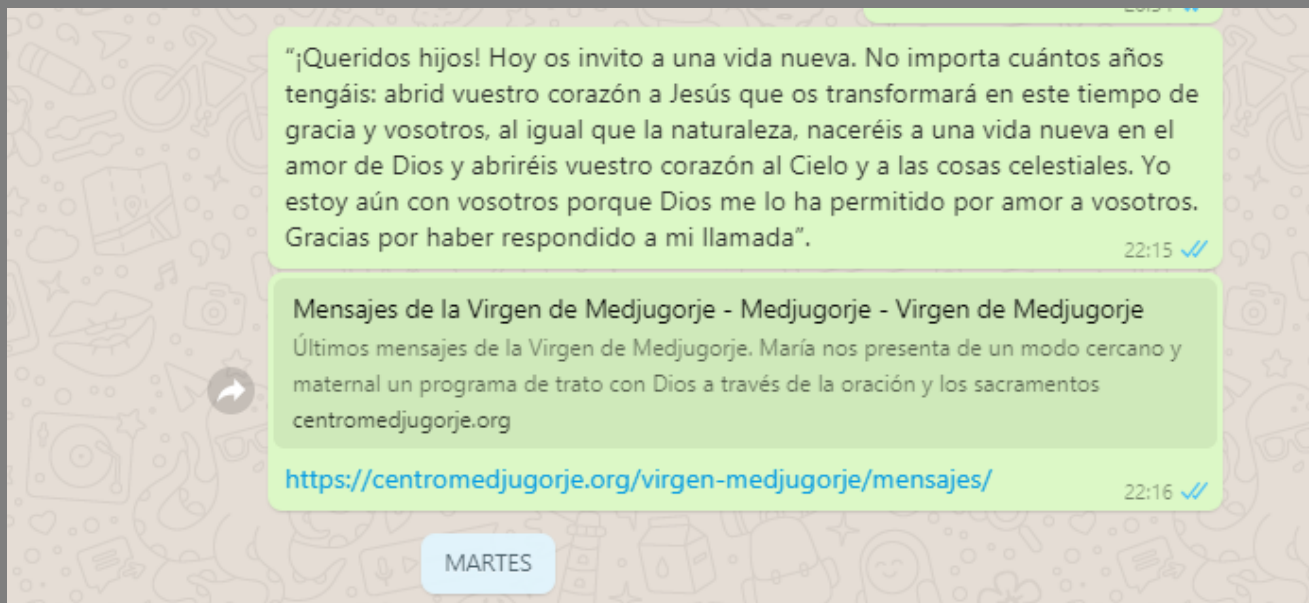 “¡Queridos hijos! Hoy os invito a una vida nueva. No importa cuántos años
tengáis: abrid vuestro corazón a Jesús que os transformará en este tiempo de
gracia y vosotros, al igual que la naturaleza, naceréis a una vida nueva en el
amor de Dios y abriréis vuestro corazón al Cielo y a las cosas celestiales. Yo
estoy aún con vosotros porque Dios me lo ha permitido por amor a vosotros.
Gracias por haber respondido a mi llamada”.
22:15
Mensajes de la Virgen de Medjugorje - Medjugorje - Virgen de Medjugorje
Últimos mensajes de la Virgen de Medjugorje. María nos presenta de un modo cercano y
maternal un programa de trato con Dios a través de la oración y los sacramentos
centromedjugorje.org
https://centromedjugorje.org/virgen-medjugorje/mensajes/
22:16
MARTES